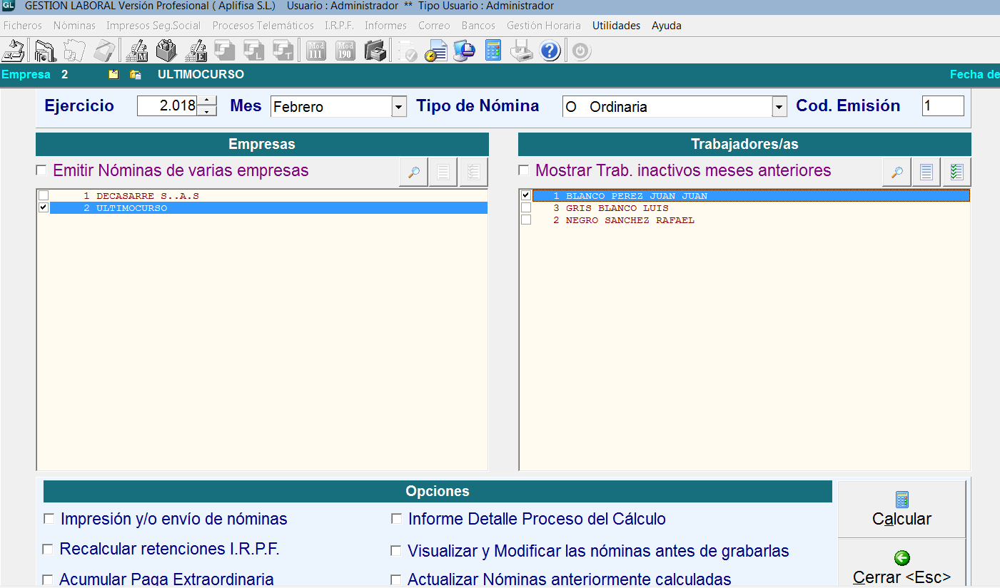 GL GESTION LABORAL Versión Profesional ( Aplifisa S.L.) Usuario : Administrador ** Tipo Usuario : Administrador
Ficheros Nóminas Impresos Seg.Social Procesos Telemáticos I.R.P.F. Informes Correo Bancos Gestión Horaria Utilidades Ayuda
M E L T Mod 111 Mod 190 ?
Empresa 2 ULTIMOCURSO Fecha de
Ejercicio 2.018 Mes Febrero Tipo de Nómina O Ordinaria Cod. Emisión 1
Empresas
Emitir Nóminas de varias empresas
1 DECASARRE S..A.S
2 ULTIMOCURSO
Trabajadores/as
Mostrar Trab. inactivos meses anteriores
1 BLANCO PEREZ JUAN JUAN
3 GRIS BLANCO LUIS
2 NEGRO SANCHEZ RAFAEL
Opciones
Impresión y/o envío de nóminas
Informe Detalle Proceso del Cálculo
Recalcular retenciones I.R.P.F.
Visualizar y Modificar las nóminas antes de grabarlas
Acumular Paga Extraordinaria
Actualizar Nóminas anteriormente calculadas
Calcular
Cerrar <Esc>